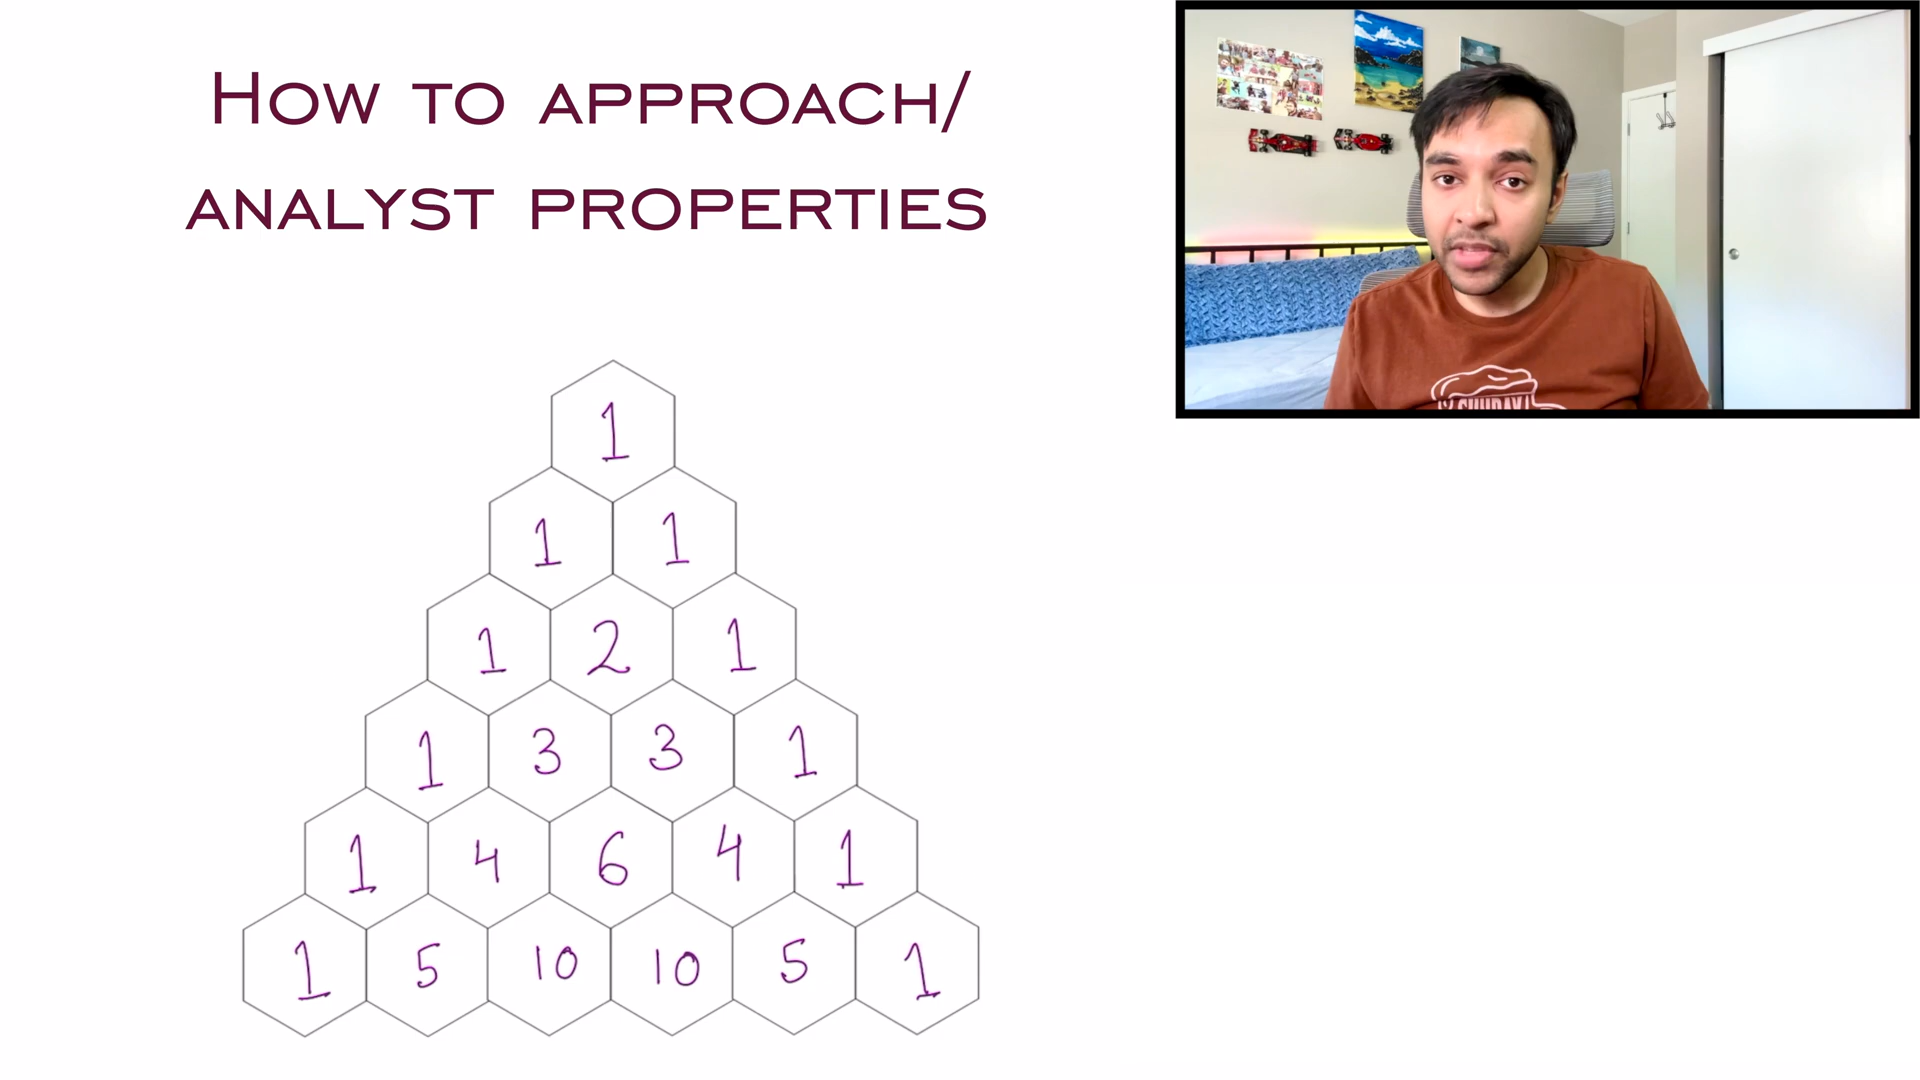 HOW TO APPROACH/
ANALYST PROPERTIES
1
1 1
1 2 1
1 3 3 1
1 4 6 4 1
1 5 10 10 5 1